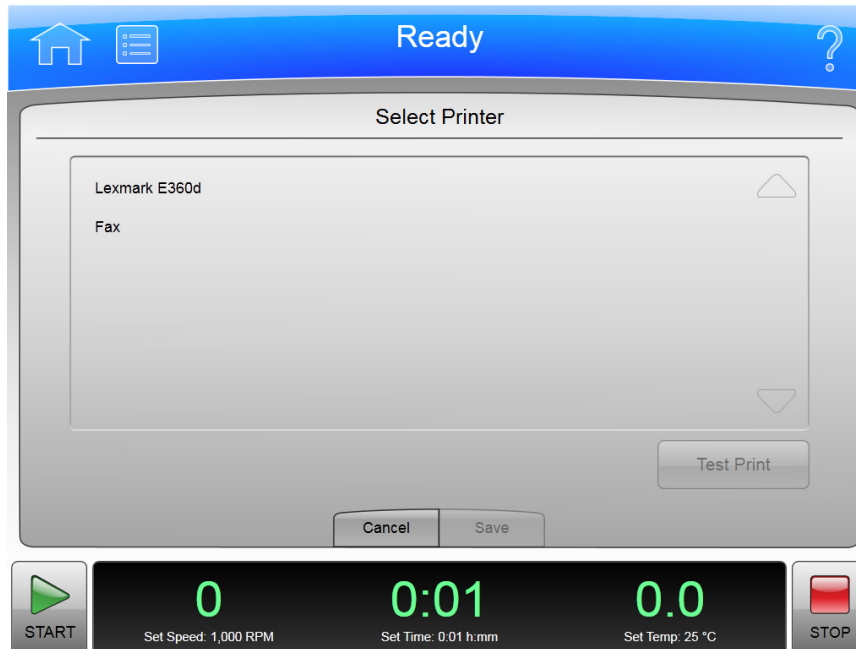 Ready
?
Select Printer
Lexmark E360d
Fax
Test Print
Cancel Save
0 0:01 0.0
START Set Speed: 1,000 RPM Set Time: 0:01 h:mm Set Temp: 25 °C STOP